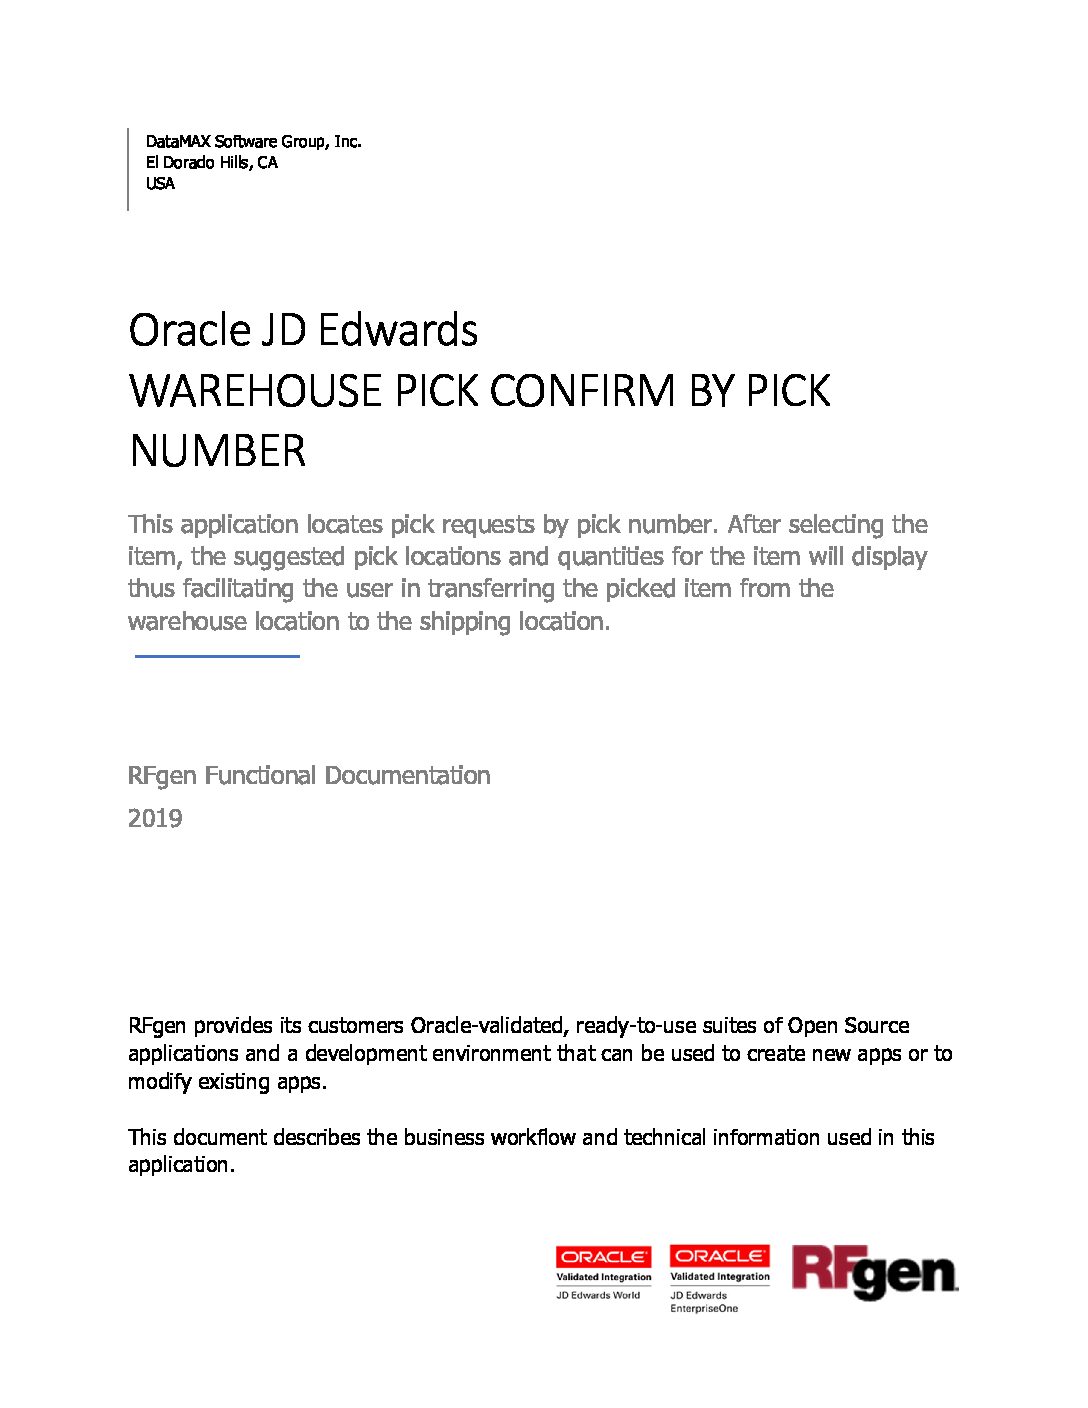 DataMAX Software Group, Inc.
El Dorado Hills, CA
USA
Oracle JD Edwards
WAREHOUSE PICK CONFIRM BY PICK
NUMBER
This application locates pick requests by pick number. After selecting the
item, the suggested pick locations and quantities for the item will display
thus facilitating the user in transferring the picked item from the
warehouse location to the shipping location.
RFgen Functional Documentation
2019
RFgen provides its customers Oracle-validated, ready-to-use suites of Open Source
applications and a development environment that can be used to create new apps or to
modify existing apps.
This document describes the business workflow and technical information used in this
application.
ORACLE
Validated Integration
JD Edwards World
ORACLE
Validated Integration
JD Edwards
EnterpriseOne
RFgen